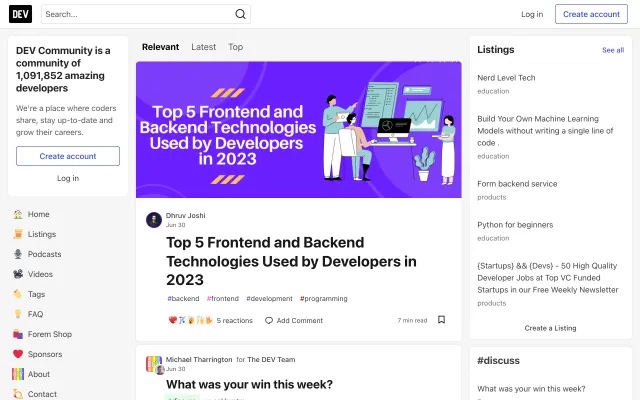 DEV
Search...
Log in
Create account
DEV Community is a
community of
1,091,852 amazing
developers
We're a place where coders
share, stay up-to-date and
grow their careers.
Create account
Log in
Home
Listings
Podcasts
Videos
Tags
FAQ
Forem Shop
Sponsors
About
Contact
Relevant
Latest
Top
Top 5 Frontend and
Backend Technologies
Used by Developers
in 2023
Dhruv Joshi
Jun 30
Top 5 Frontend and Backend
Technologies Used by Developers in
2023
#backend #frontend #development #programming
5 reactions
Add Comment
7 min read
Michael Tharrington for The DEV Team
Jun 30
What was your win this week?
Listings
See all
Nerd Level Tech
education
Build Your Own Machine Learning
Models without writing a single line of
code .
education
Form backend service
products
Python for beginners
education
{Startups} && {Devs} - 50 High Quality
Developer Jobs at Top VC Funded
Startups in our Free Weekly Newsletter
products
Create a Listing
#discuss
What was your win this week?